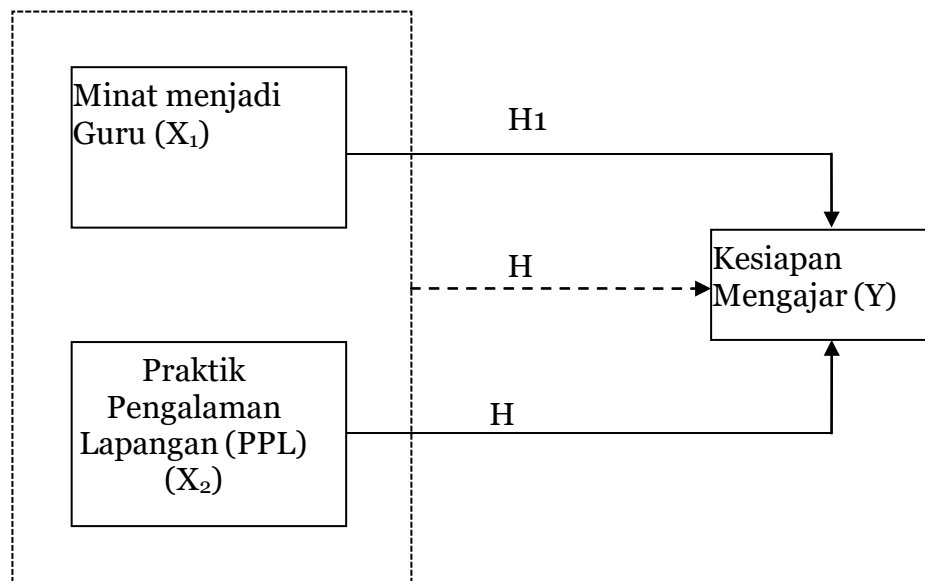 Minat menjadi
Guru (X₁)
H1
H
Kesiapan
Mengajar (Y)
Praktik
Pengalaman
Lapangan (PPL)
(X₂)
H